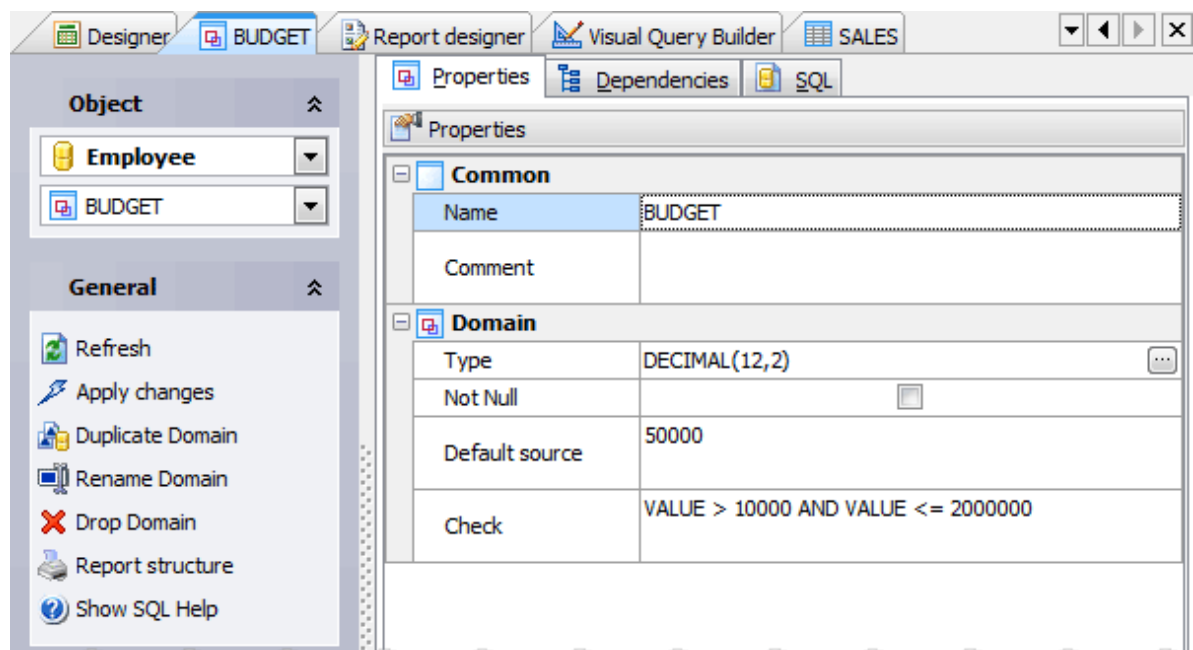 Designer BUDGET Report designer Visual Query Builder SALES
Object
Employee
BUDGET
General
Refresh
Apply changes
Duplicate Domain
Rename Domain
Drop Domain
Report structure
Show SQL Help
Properties Dependencies SQL
Properties
Common
Name BUDGET
Comment
Domain
Type DECIMAL(12,2)
Not Null
Default source 50000
Check VALUE > 10000 AND VALUE <= 2000000